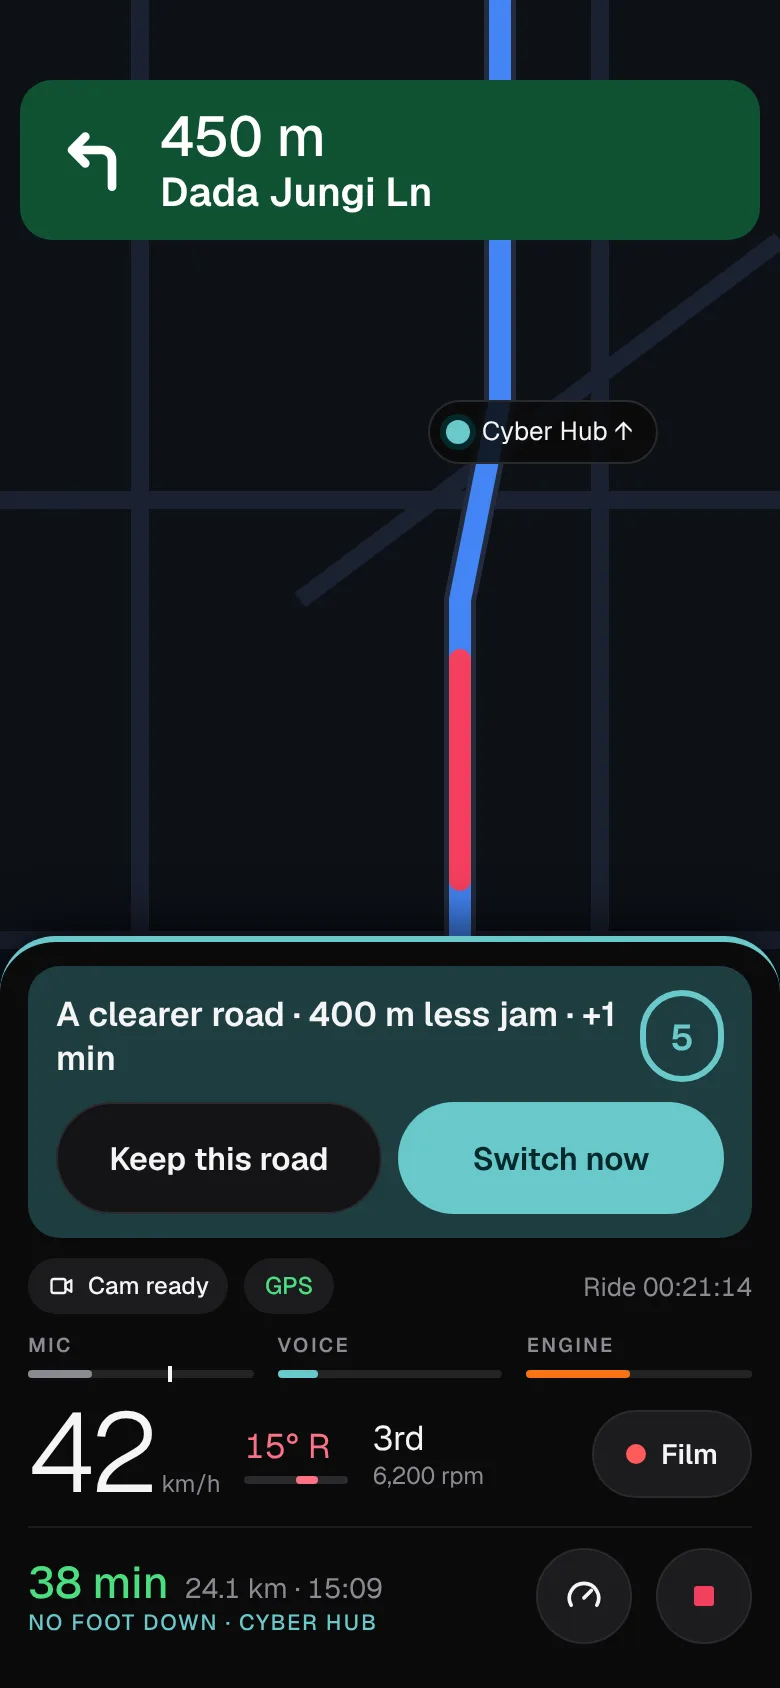 450 m
Dada Jungi Ln
Cyber Hub ↑
A clearer road · 400 m less jam · +1
min
5
Keep this road
Switch now
Cam ready
GPS
Ride 00:21:14
MIC
VOICE
ENGINE
42 km/h
15° R
3rd
6,200 rpm
Film
38 min 24.1 km · 15:09
NO FOOT DOWN · CYBER HUB